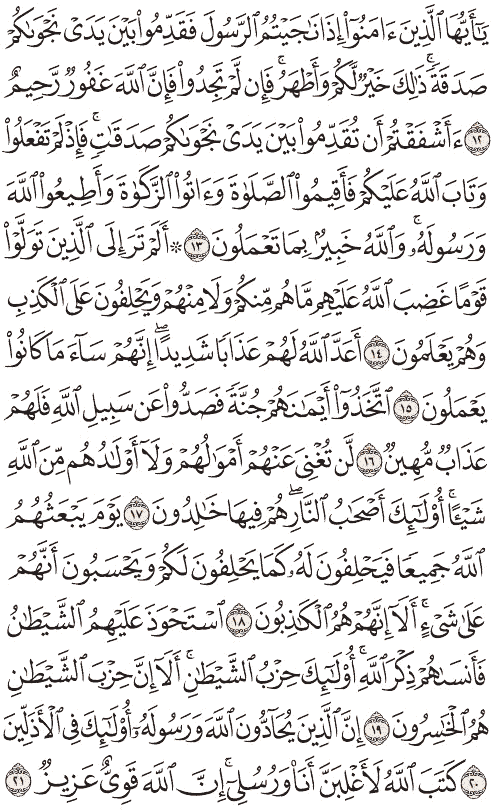 يَٰٓأَيُّهَا ٱلَّذِينَ ءَامَنُوٓا۟ إِذَا نَٰجَيْتُمُ ٱلرَّسُولَ فَقَدِّمُوا۟ بَيْنَ يَدَىْ نَجْوَىٰكُمْ
صَدَقَةً ۚ ذَٰلِكَ خَيْرٌ لَّكُمْ وَأَطْهَرُ ۚ فَإِن لَّمْ تَجِدُوا۟ فَإِنَّ ٱللَّهَ غَفُورٌ رَّحِيمٌ
١٢ ءَأَشْفَقْتُمْ أَن تُقَدِّمُوا۟ بَيْنَ يَدَىْ نَجْوَىٰكُمْ صَدَقَٰتٍ ۚ فَإِذْ لَمْ تَفْعَلُوا۟
وَتَابَ ٱللَّهُ عَلَيْكُمْ فَأَقِيمُوا۟ ٱلصَّلَوٰةَ وَءَاتُوا۟ ٱلزَّكَوٰةَ وَأَطِيعُوا۟ ٱللَّهَ
وَرَسُولَهُۥ ۚ وَٱللَّهُ خَبِيرٌۢ بِمَا تَعْمَلُونَ ١٣ ۞ أَلَمْ تَرَ إِلَى ٱلَّذِينَ تَوَلَّوْا۟
قَوْمًا غَضِبَ ٱللَّهُ عَلَيْهِم مَّا هُم مِّنكُمْ وَلَا مِنْهُمْ وَيَحْلِفُونَ عَلَى ٱلْكَذِبِ
وَهُمْ يَعْلَمُونَ ١٤ أَعَدَّ ٱللَّهُ لَهُمْ عَذَابًا شَدِيدًا ۖ إِنَّهُمْ سَآءَ مَا كَانُوا۟
يَعْمَلُونَ ١٥ ٱتَّخَذُوٓا۟ أَيْمَٰنَهُمْ جُنَّةً فَصَدُّوا۟ عَن سَبِيلِ ٱللَّهِ فَلَهُمْ
عَذَابٌ مُّهِينٌ ١٦ لَّن تُغْنِىَ عَنْهُمْ أَمْوَٰلُهُمْ وَلَآ أَوْلَٰدُهُم مِّنَ ٱللَّهِ
شَيْـًٔا ۚ أُو۟لَٰٓئِكَ أَصْحَٰبُ ٱلنَّارِ ۖ هُمْ فِيهَا خَٰلِدُونَ ١٧ يَوْمَ يَبْعَثُهُمُ
ٱللَّهُ جَمِيعًا فَيَحْلِفُونَ لَهُۥ كَمَا يَحْلِفُونَ لَكُمْ وَيَحْسَبُونَ أَنَّهُمْ
عَلَىٰ شَىْءٍ ۚ أَلَآ إِنَّهُمْ هُمُ ٱلْكَٰذِبُونَ ١٨ ٱسْتَحْوَذَ عَلَيْهِمُ ٱلشَّيْطَٰنُ
فَأَنسَىٰهُمْ ذِكْرَ ٱللَّهِ ۚ أُو۟لَٰٓئِكَ حِزْبُ ٱلشَّيْطَٰنِ ۚ أَلَآ إِنَّ حِزْبَ ٱلشَّيْطَٰنِ
هُمُ ٱلْخَٰسِرُونَ ١٩ إِنَّ ٱلَّذِينَ يُحَآدُّونَ ٱللَّهَ وَرَسُولَهُۥٓ أُو۟لَٰٓئِكَ فِى ٱلْأَذَلِّينَ
٢٠ كَتَبَ ٱللَّهُ لَأَغْلِبَنَّ أَنَا۠ وَرُسُلِىٓ ۚ إِنَّ ٱللَّهَ قَوِىٌّ عَزِيزٌ ٢١